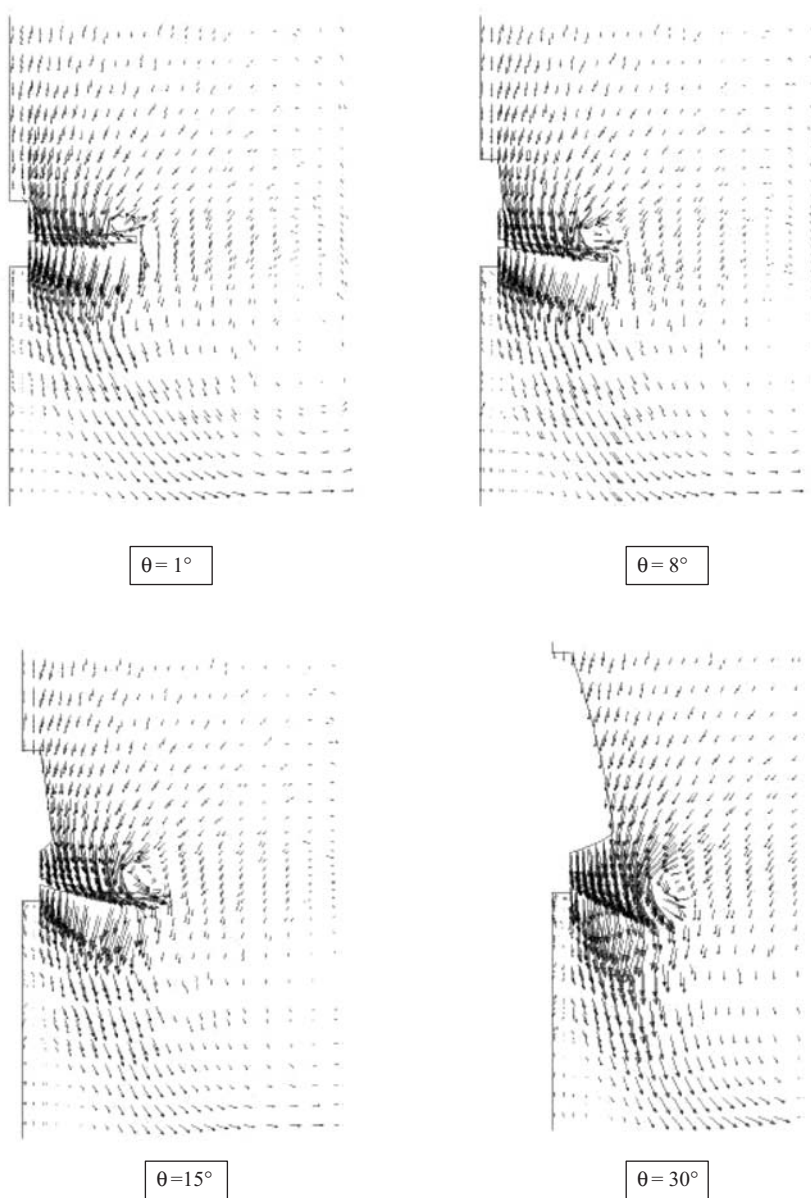 θ = 1°
θ = 8°
θ =15°
θ = 30°